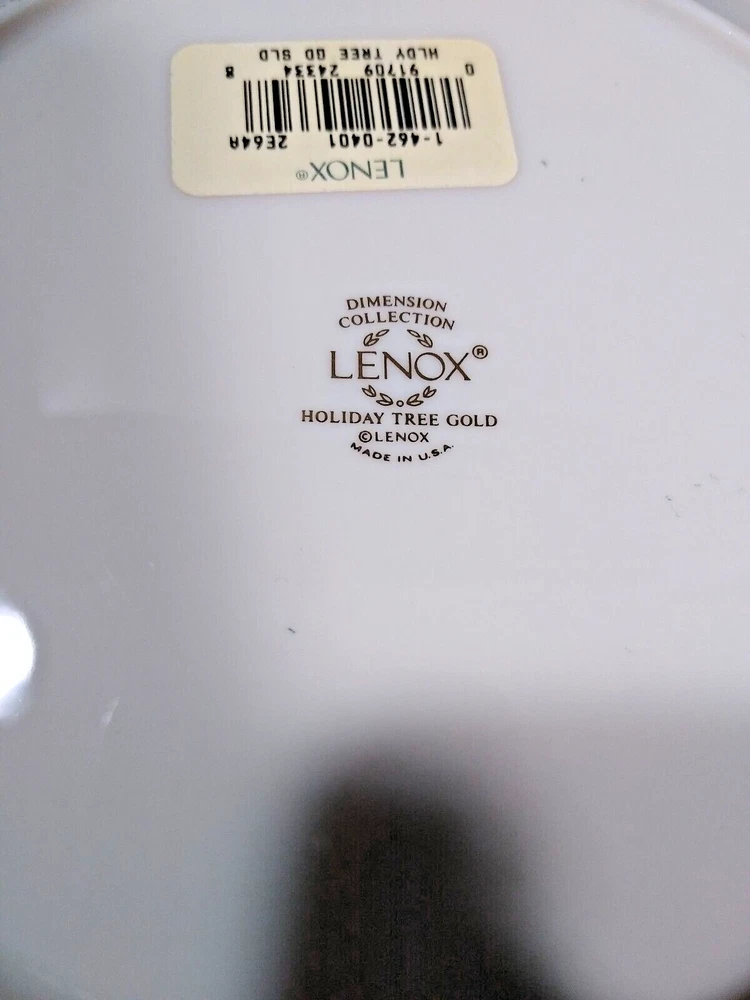 LENOX®
1-462-0401 2E64A
0 91709 24334 8
HLDY TREE GD SLD
DIMENSION
COLLECTION
LENOX®
HOLIDAY TREE GOLD
©LENOX
MADE IN U.S.A.